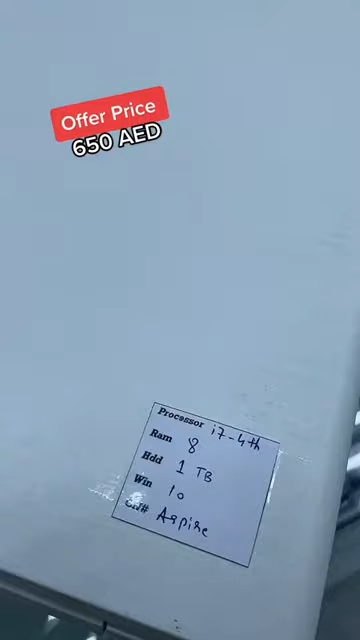 Offer Price
650 AED
Processor i7-4th
Ram 8
Hdd 1 TB
Win 10
Aspire